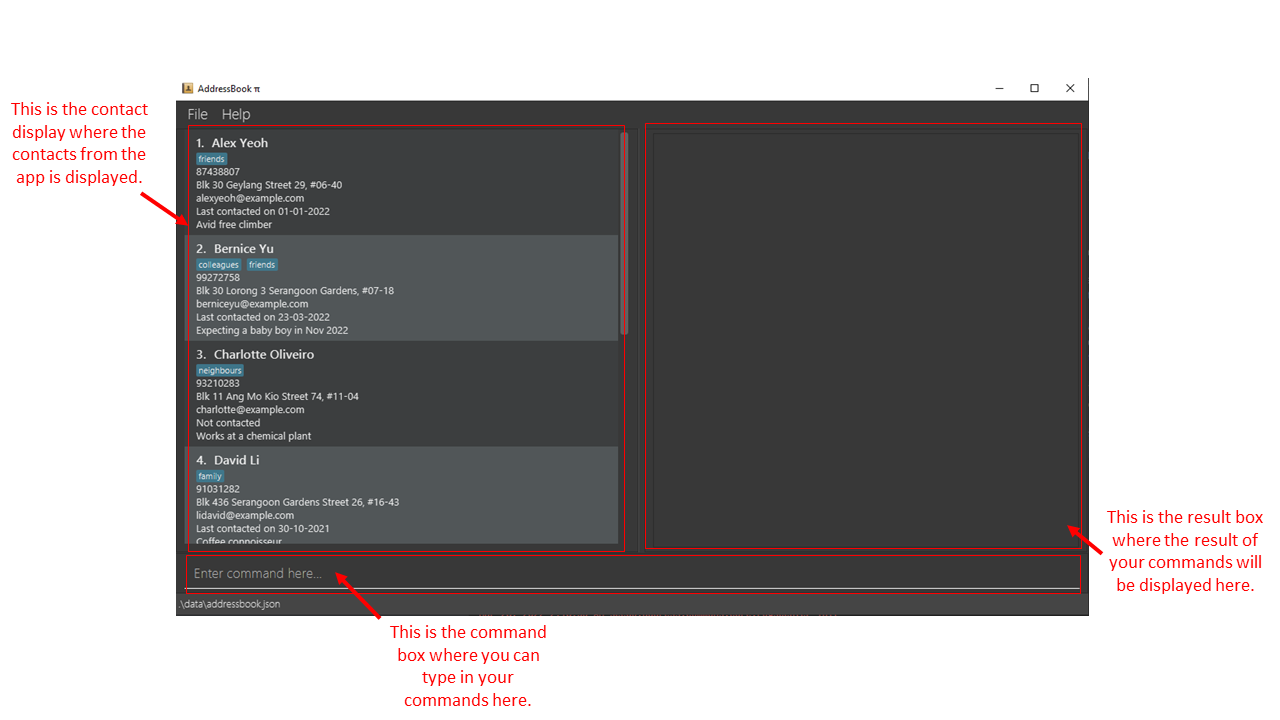 AddressBook π
File Help
This is the contact
display where the
contacts from the
app is displayed.
1. Alex Yeoh
friends
87438807
Blk 30 Geylang Street 29, #06-40
alexyeoh@example.com
Last contacted on 01-01-2022
Avid free climber
2. Bernice Yu
colleagues friends
99272758
Blk 30 Lorong 3 Serangoon Gardens, #07-18
berniceyu@example.com
Last contacted on 23-03-2022
Expecting a baby boy in Nov 2022
3. Charlotte Oliveiro
neighbours
93210283
Blk 11 Ang Mo Kio Street 74, #11-04
charlotte@example.com
Not contacted
Works at a chemical plant
4. David Li
family
91031282
Blk 436 Serangoon Gardens Street 26, #16-43
lidavid@example.com
Last contacted on 30-10-2021
Coffee connoisseur
This is the result box
where the result of
your commands will
be displayed here.
Enter command here...
.\data\addressbook.json
This is the command
box where you can
type in your
commands here.